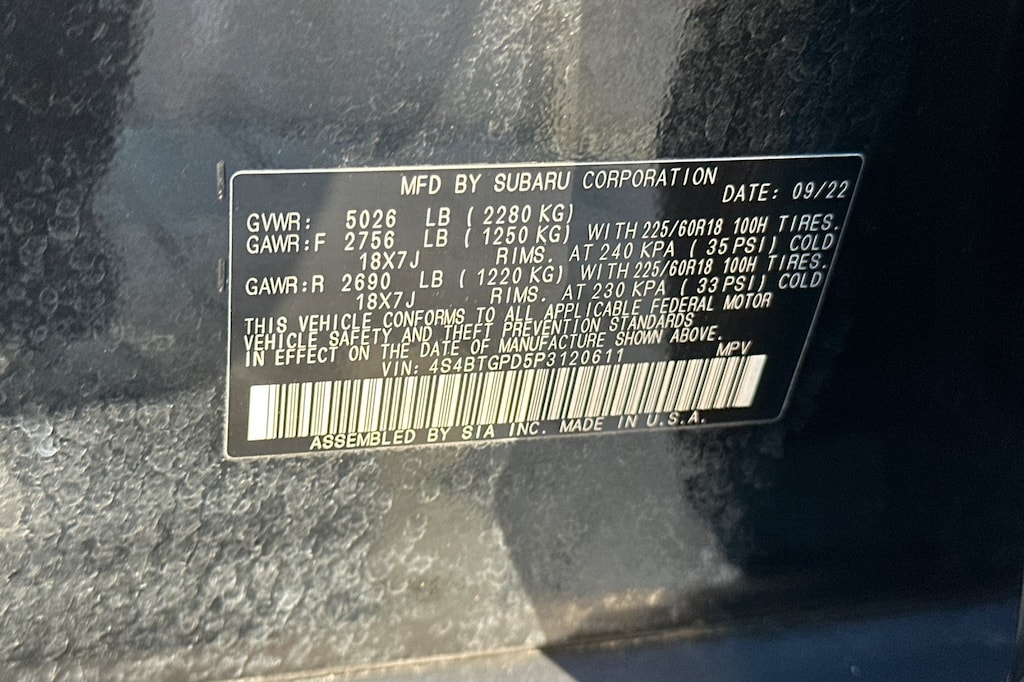 MFD BY SUBARU CORPORATION DATE: 09/22
GVWR: 5026 LB ( 2280 KG)
GAWR:F 2756 LB ( 1250 KG) WITH 225/60R18 100H TIRES.
18X7J RIMS. AT 240 KPA ( 35 PSI) COLD
GAWR:R 2690 LB ( 1220 KG) WITH 225/60R18 100H TIRES.
18X7J RIMS. AT 230 KPA ( 33 PSI) COLD
THIS VEHICLE CONFORMS TO ALL APPLICABLE FEDERAL MOTOR
VEHICLE SAFETY AND THEFT PREVENTION STANDARDS
IN EFFECT ON THE DATE OF MANUFACTURE SHOWN ABOVE.
VIN: 4S4BTGPD5P3120611 MPV
ASSEMBLED BY SIA INC. MADE IN U.S.A.